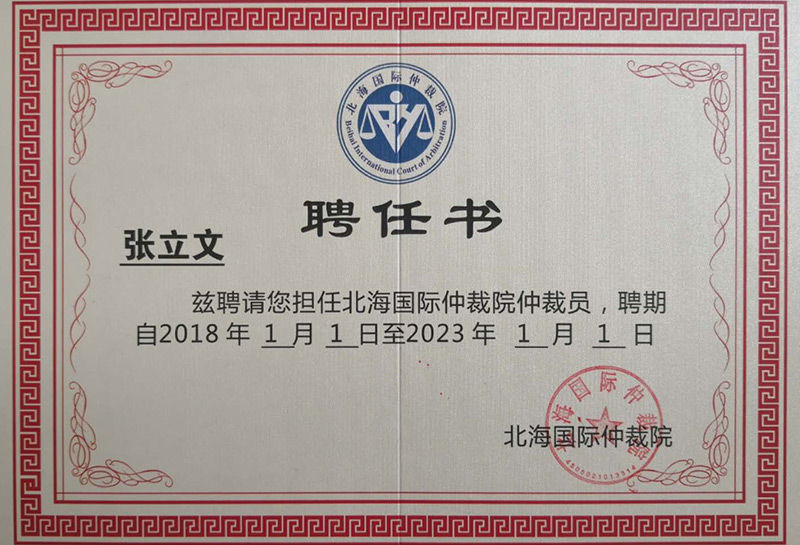 北海国际仲裁院
Beihai International Court of Arbitration
聘任书
张立文
兹聘请您担任北海国际仲裁院仲裁员，聘期
自2018年 1 月 1 日至2023年 1 月 1 日
北海国际仲裁院
北海国际仲裁院
4505021013314